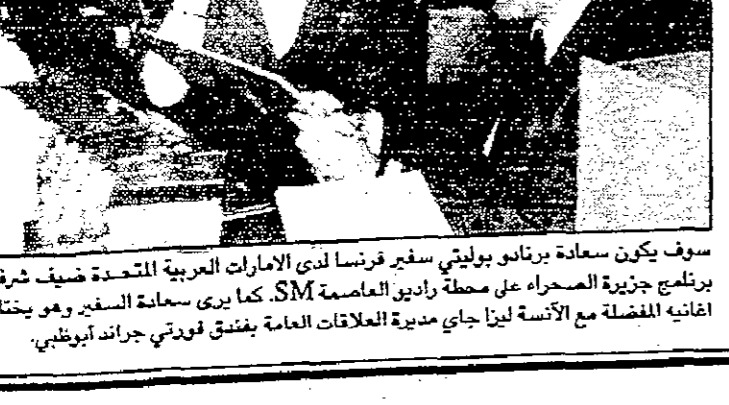 سوف يكون سعادة برنادو بوليتي سفير فرنسا لدى الامارات العربية المتحدة ضيف شرف
برنامج جزيرة الصحراء على محطة راديو العاصمة SM. كما يرى سعادة السفير وهو يختا
اغانيه المفضلة مع الآنسة ليزا جاي مديرة العلاقات العامة بفندق فورتي جراند أبوظبي.